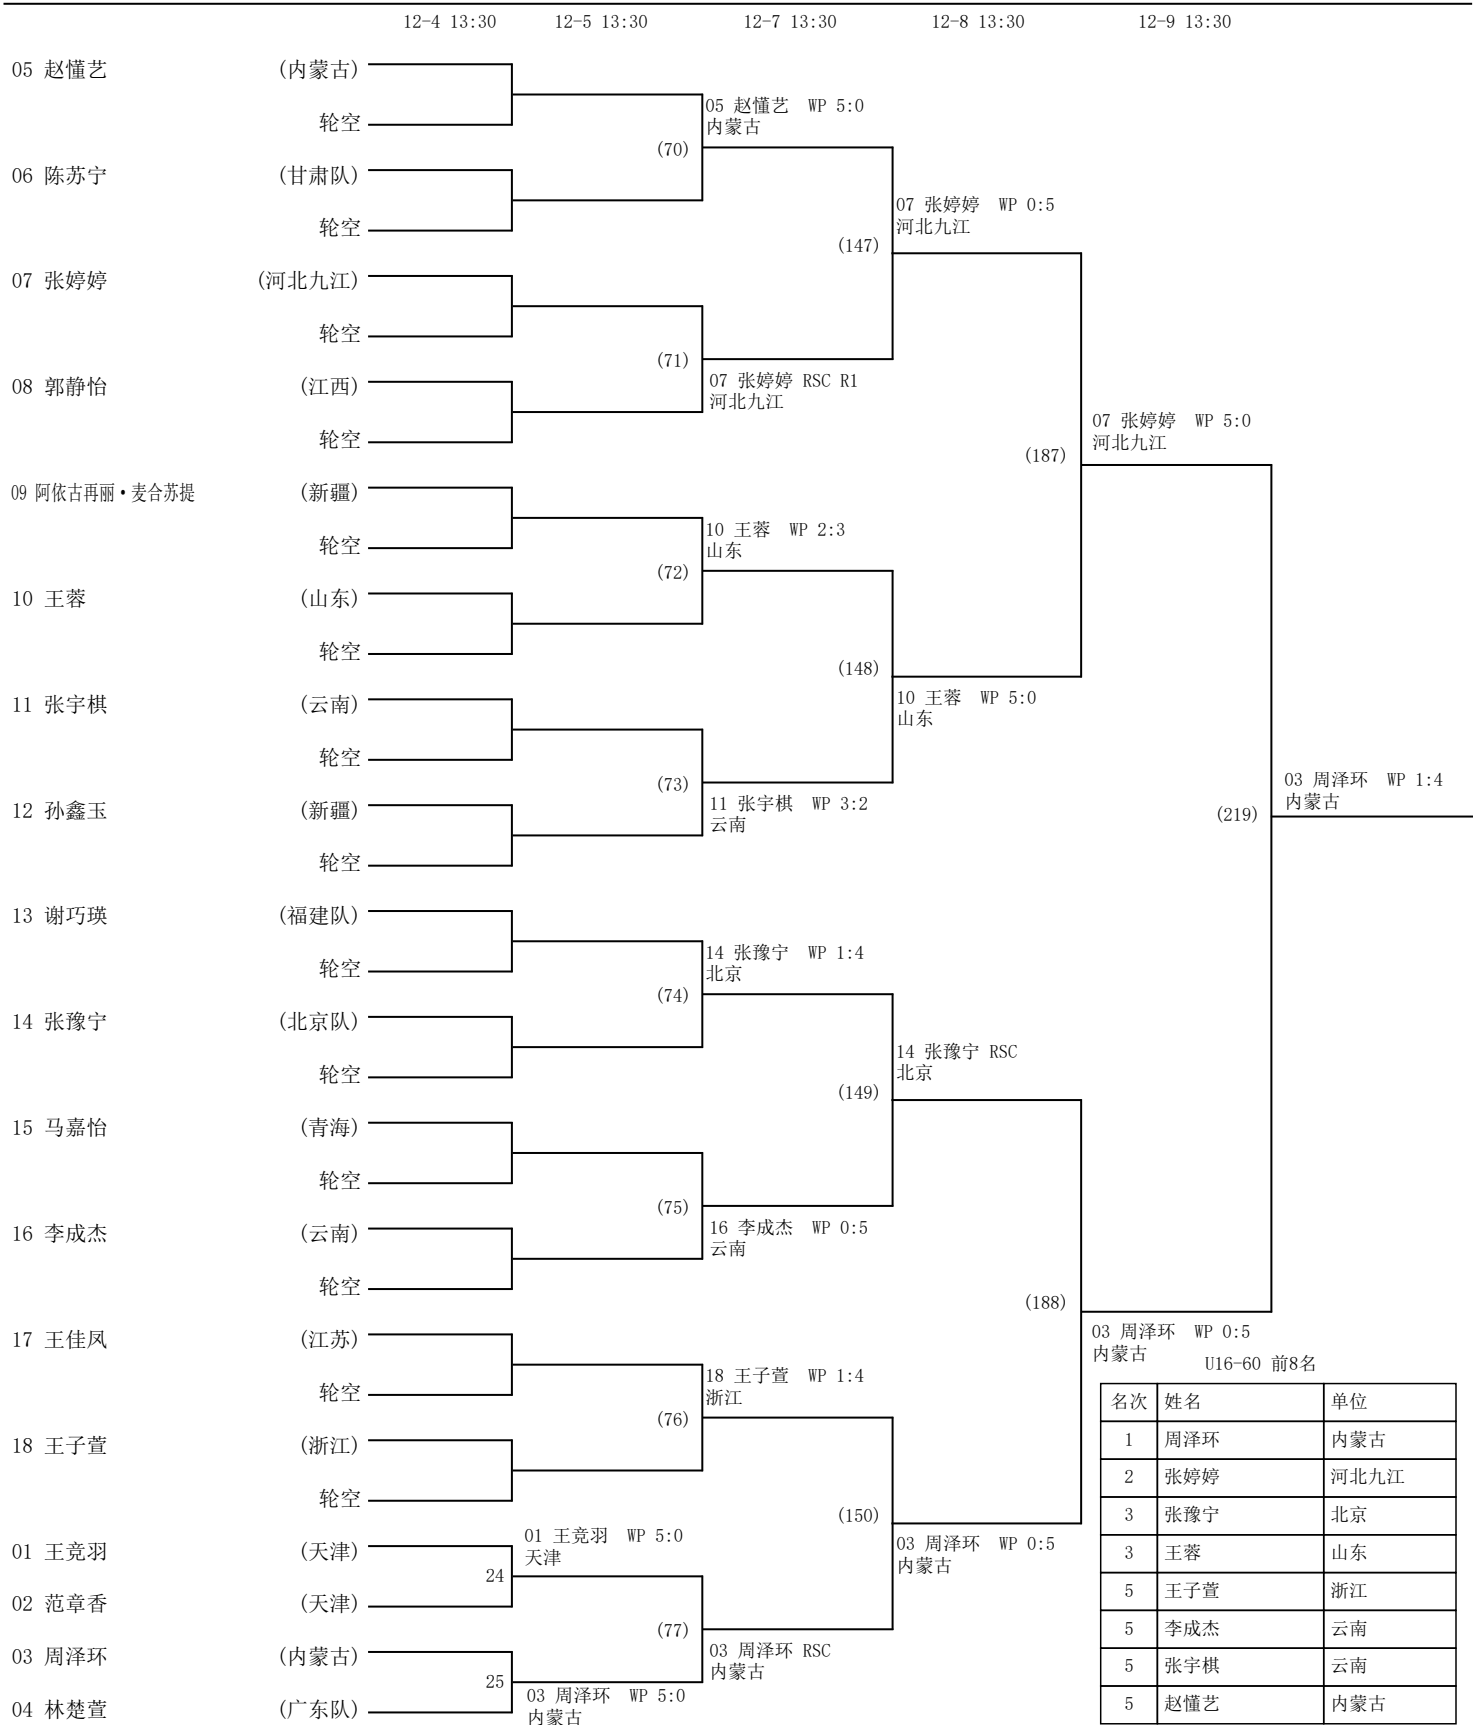 12-4 13:30 12-5 13:30 12-7 13:30 12-8 13:30 12-9 13:30
05 赵懂艺 (内蒙古)
轮空
05 赵懂艺 WP 5:0
内蒙古
(70)
06 陈苏宁 (甘肃队)
轮空
07 张婷婷 WP 0:5
河北九江
(147)
07 张婷婷 (河北九江)
轮空
(71)
07 张婷婷 RSC R1
河北九江
08 郭静怡 (江西)
轮空
07 张婷婷 WP 5:0
河北九江
(187)
09 阿依古再丽·麦合苏提 (新疆)
轮空
10 王蓉 WP 2:3
山东
(72)
10 王蓉 (山东)
轮空
(148)
10 王蓉 WP 5:0
山东
11 张宇棋 (云南)
轮空
(73)
11 张宇棋 WP 3:2
云南
12 孙鑫玉 (新疆)
轮空
03 周泽环 WP 1:4
内蒙古
(219)
13 谢巧瑛 (福建队)
轮空
14 张豫宁 WP 1:4
北京
(74)
14 张豫宁 (北京队)
轮空
14 张豫宁 RSC
北京
(149)
15 马嘉怡 (青海)
轮空
(75)
16 李成杰 WP 0:5
云南
16 李成杰 (云南)
轮空
(188)
03 周泽环 WP 0:5
内蒙古
17 王佳凤 (江苏)
轮空
18 王子萱 WP 1:4
浙江
(76)
18 王子萱 (浙江)
轮空
(150)
03 周泽环 WP 0:5
内蒙古
01 王竞羽 (天津)
24
01 王竞羽 WP 5:0
天津
02 范章香 (天津)
(77)
03 周泽环 RSC
内蒙古
03 周泽环 (内蒙古)
25
03 周泽环 WP 5:0
内蒙古
04 林楚萱 (广东队)
U16-60 前8名
名次 姓名 单位
1 周泽环 内蒙古
2 张婷婷 河北九江
3 张豫宁 北京
3 王蓉 山东
5 王子萱 浙江
5 李成杰 云南
5 张宇棋 云南
5 赵懂艺 内蒙古